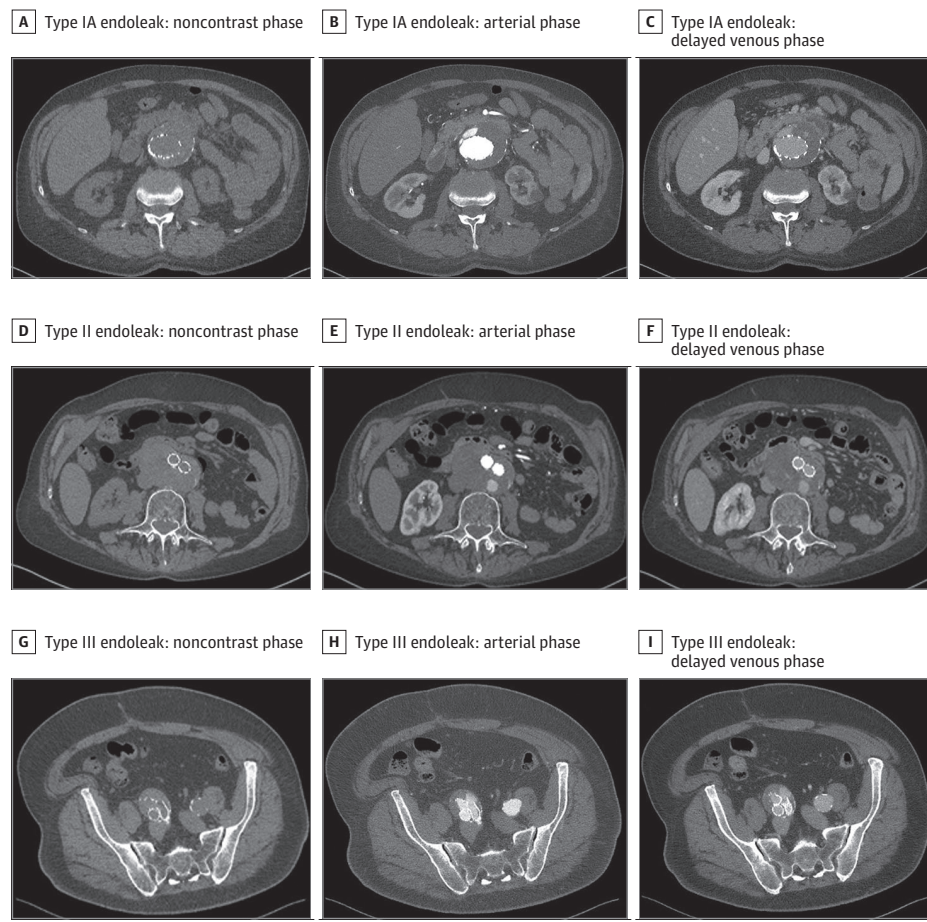 A Type IA endoleak: noncontrast phase
B Type IA endoleak: arterial phase
C Type IA endoleak:
delayed venous phase
D Type II endoleak: noncontrast phase
E Type II endoleak: arterial phase
F Type II endoleak:
delayed venous phase
G Type III endoleak: noncontrast phase
H Type III endoleak: arterial phase
I Type III endoleak:
delayed venous phase